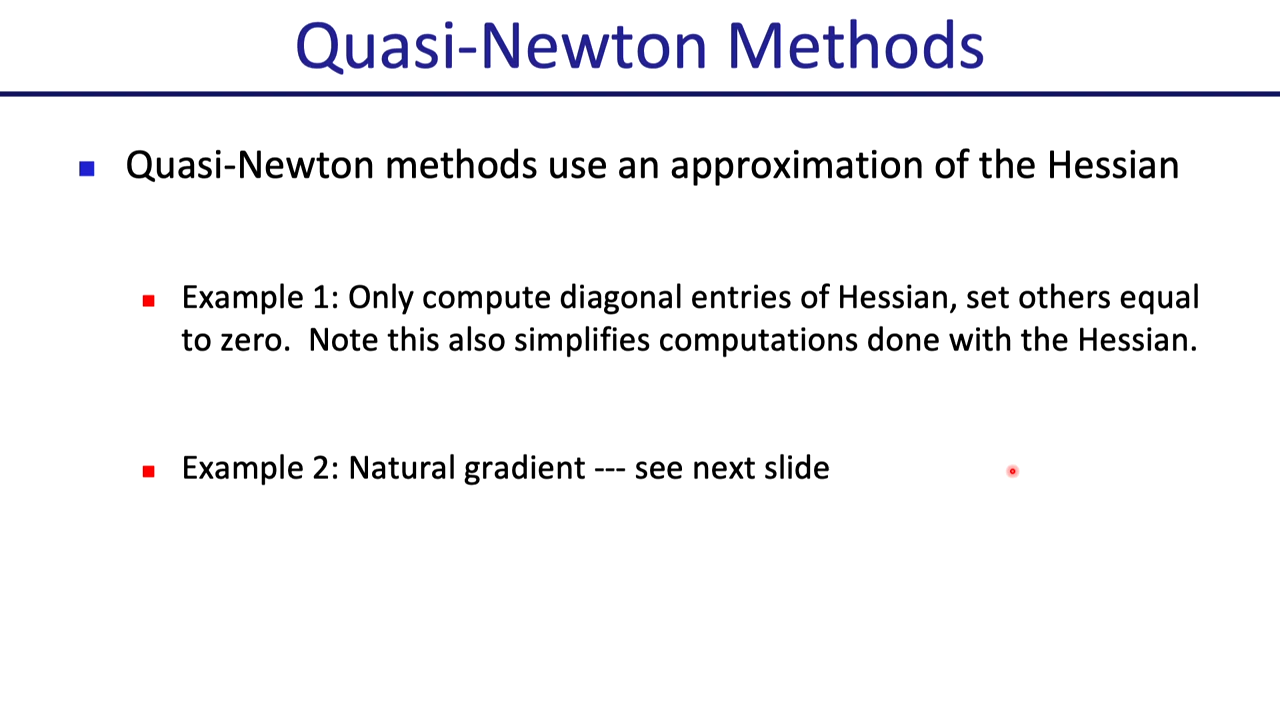 Quasi-Newton Methods
Quasi-Newton methods use an approximation of the Hessian
Example 1: Only compute diagonal entries of Hessian, set others equal
to zero.  Note this also simplifies computations done with the Hessian.
Example 2: Natural gradient --- see next slide